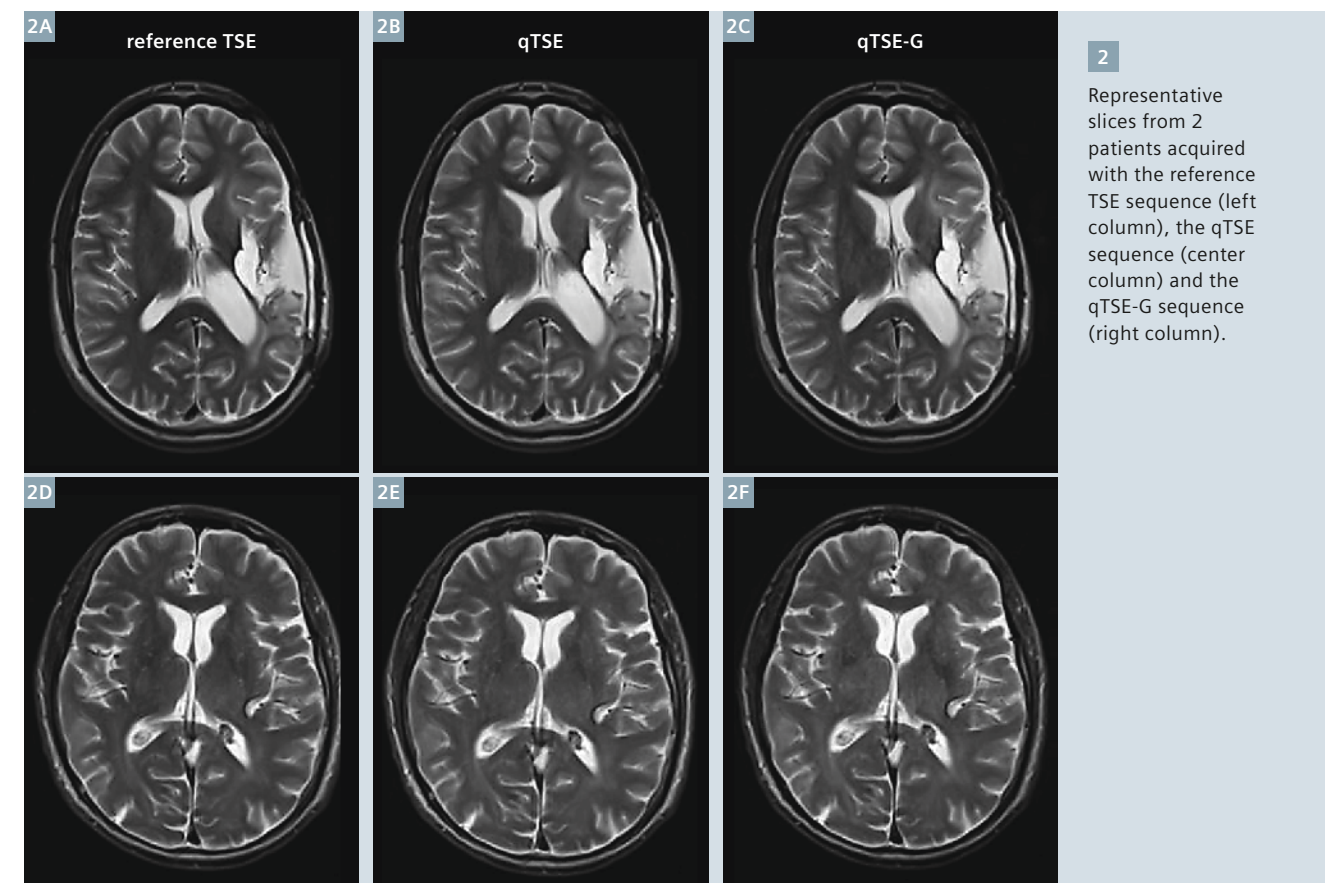 2A
reference TSE
2B
qTSE
2C
qTSE-G
2D
2E
2F
2
Representative
slices from 2
patients acquired
with the reference
TSE sequence (left
column), the qTSE
sequence (center
column) and the
qTSE-G sequence
(right column).